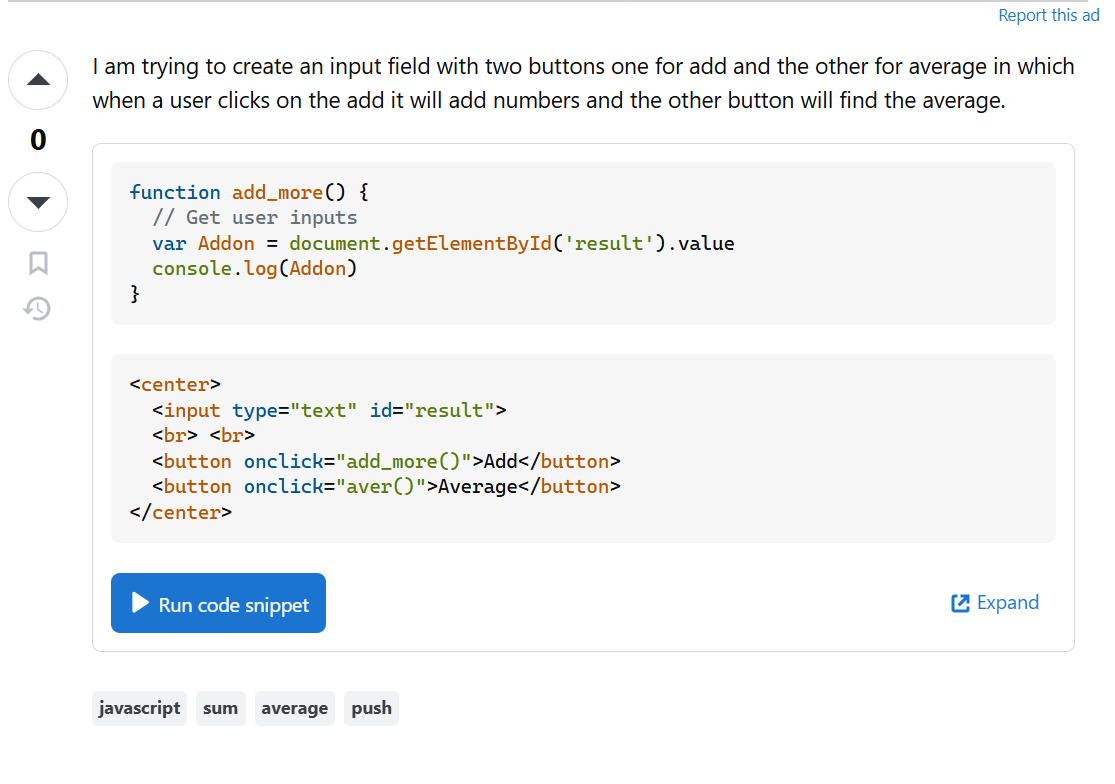 Report this ad
I am trying to create an input field with two buttons one for add and the other for average in which
when a user clicks on the add it will add numbers and the other button will find the average.
0
function add_more() {
  // Get user inputs
  var Addon = document.getElementById('result').value
  console.log(Addon)
}
<center>
  <input type="text" id="result">
  <br> <br>
  <button onclick="add_more()">Add</button>
  <button onclick="aver()">Average</button>
</center>
Run code snippet
Expand
javascript sum average push